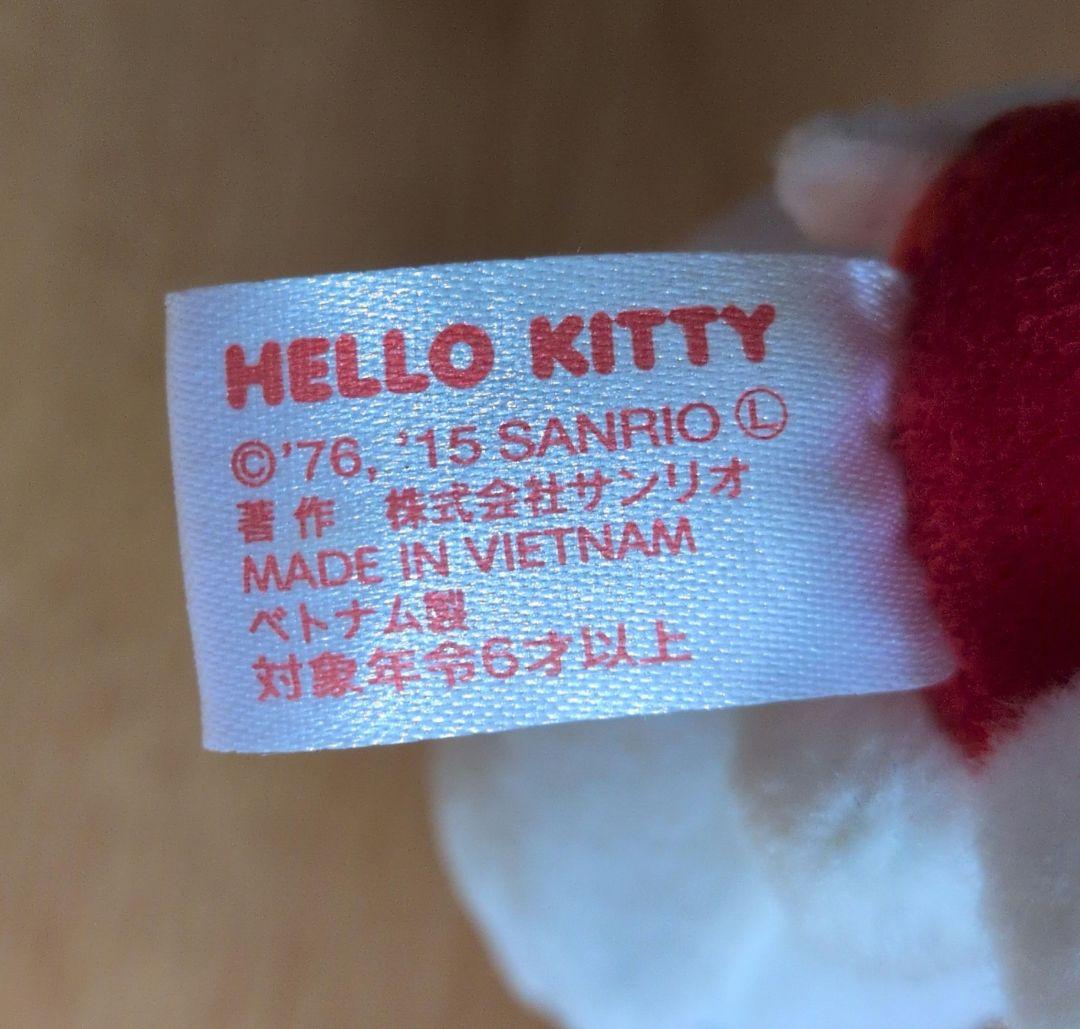 HELLO KITTY
©'76, '15 SANRIO Ⓛ
著作 株式会社サンリオ
MADE IN VIETNAM
ベトナム製
対象年令6才以上